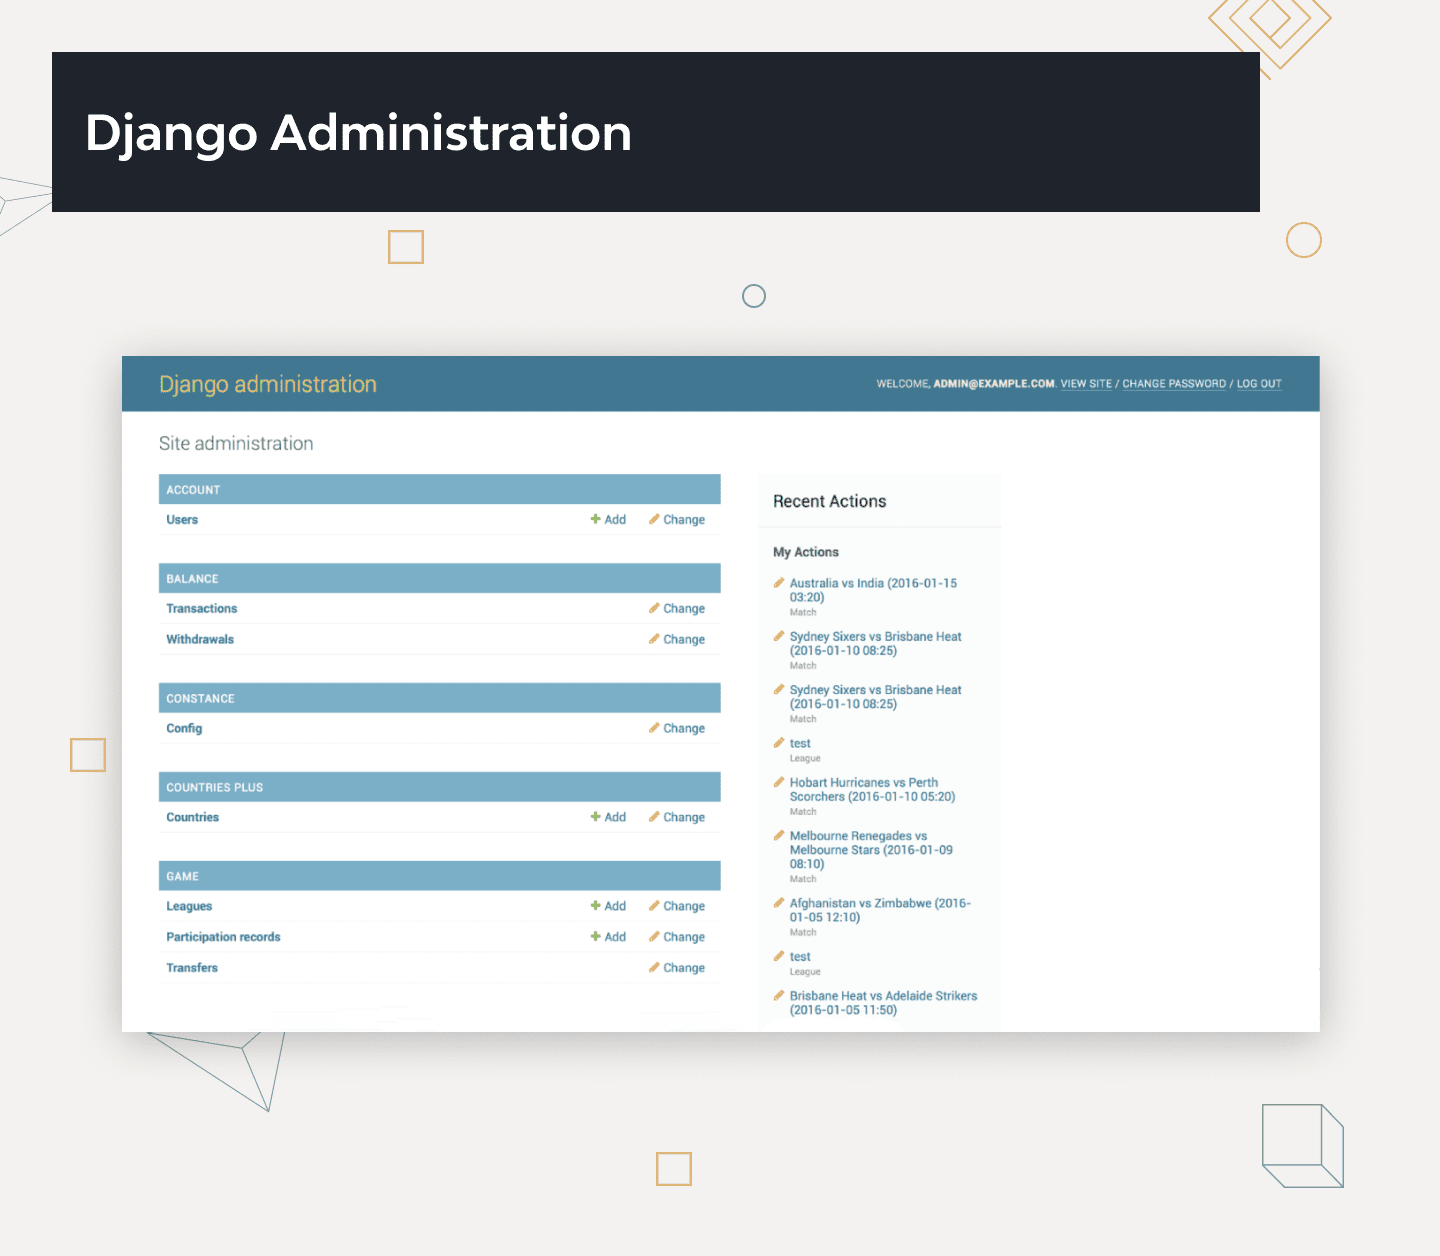 Django Administration
Django administration
WELCOME, ADMIN@EXAMPLE.COM. VIEW SITE / CHANGE PASSWORD / LOG OUT
Site administration
ACCOUNT
Users Add Change
BALANCE
Transactions Change
Withdrawals Change
CONSTANCE
Config Change
COUNTRIES PLUS
Countries Add Change
GAME
Leagues Add Change
Participation records Add Change
Transfers Change
Recent Actions
My Actions
Australia vs India (2016-01-15
03:20)
Match
Sydney Sixers vs Brisbane Heat
(2016-01-10 08:25)
Match
Sydney Sixers vs Brisbane Heat
(2016-01-10 08:25)
Match
test
League
Hobart Hurricanes vs Perth
Scorchers (2016-01-10 05:20)
Match
Melbourne Renegades vs
Melbourne Stars (2016-01-09
08:10)
Match
Afghanistan vs Zimbabwe (2016-
01-05 12:10)
Match
test
League
Brisbane Heat vs Adelaide Strikers
(2016-01-05 11:50)